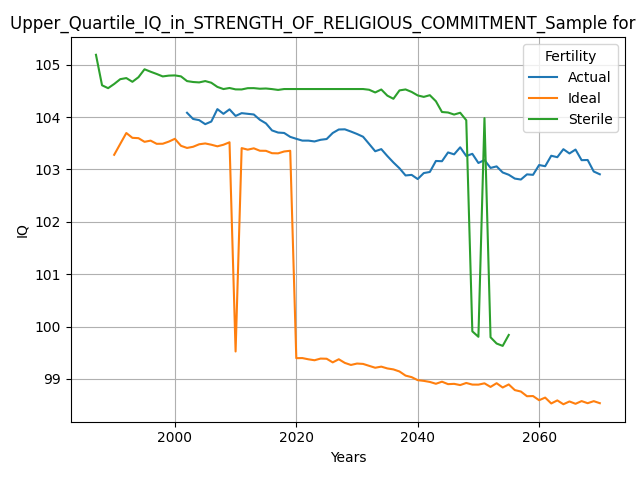 Upper_Quartile_IQ_in_STRENGTH_OF_RELIGIOUS_COMMITMENT_Sample for
Fertility
Actual
Ideal
Sterile
105
104
103
102
101
100
99
IQ
2000
2020
2040
2060
Years